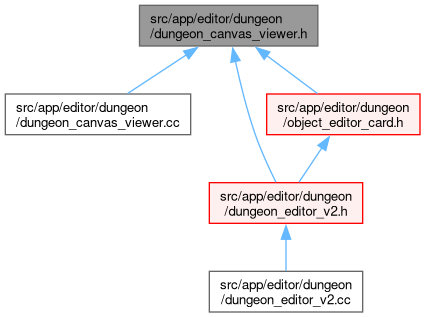 src/app/editor/dungeon
/dungeon_canvas_viewer.h
src/app/editor/dungeon
/dungeon_canvas_viewer.cc
src/app/editor/dungeon
/object_editor_card.h
src/app/editor/dungeon
/dungeon_editor_v2.h
src/app/editor/dungeon
/dungeon_editor_v2.cc